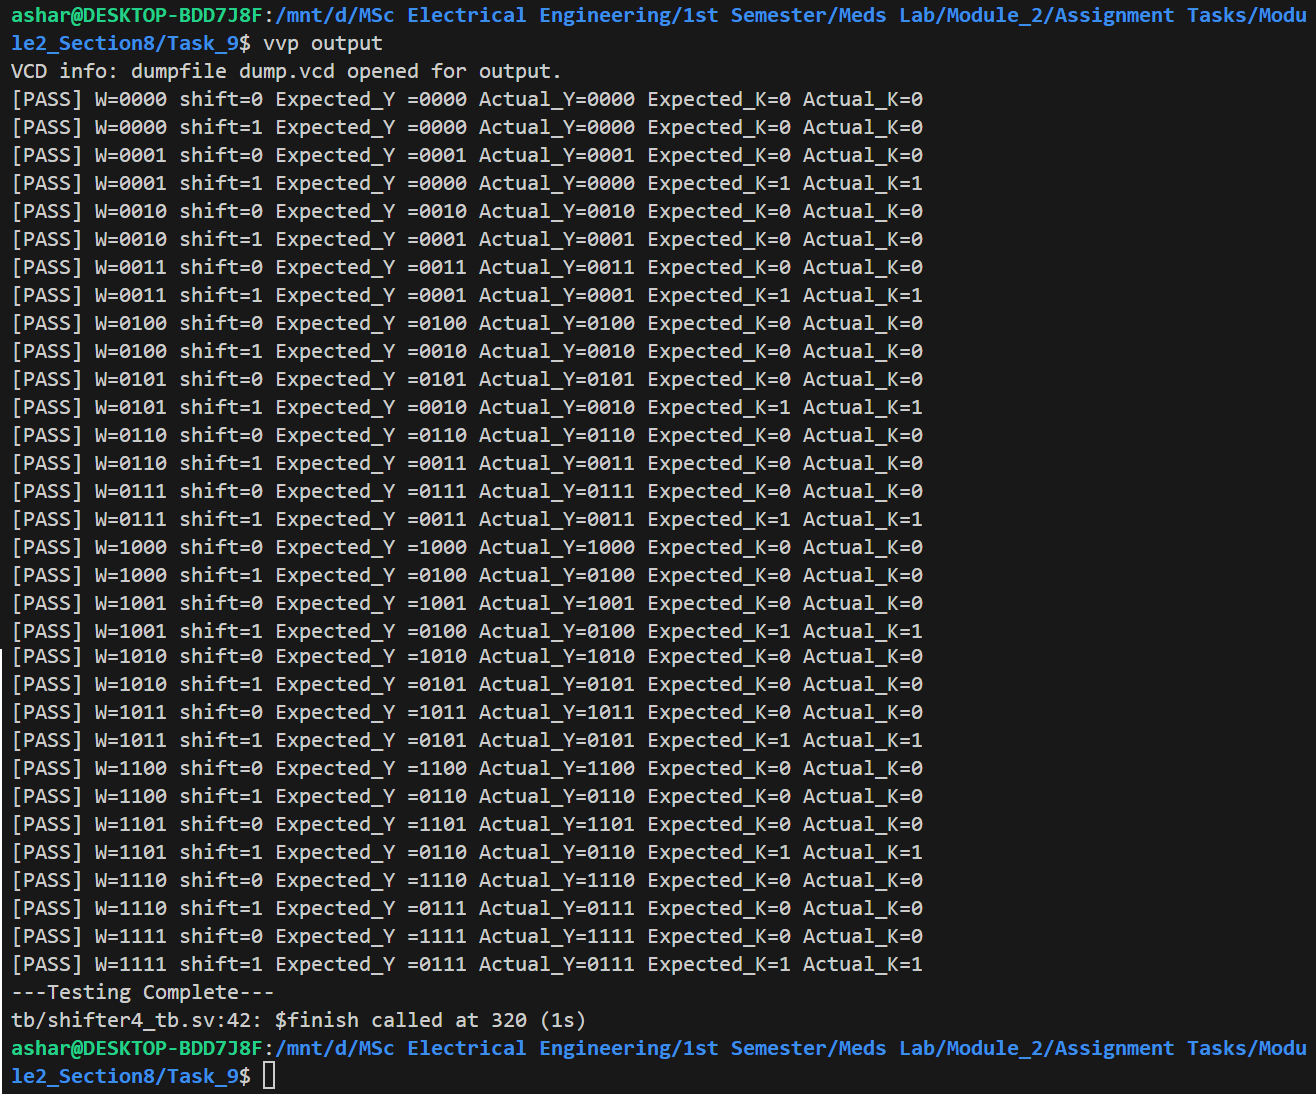 ashar@DESKTOP-BDD7J8F:/mnt/d/MSc Electrical Engineering/1st Semester/Meds Lab/Module_2/Assignment Tasks/Modu
le2_Section8/Task_9$ vvp output
VCD info: dumpfile dump.vcd opened for output.
[PASS] W=0000 shift=0 Expected_Y =0000 Actual_Y=0000 Expected_K=0 Actual_K=0
[PASS] W=0000 shift=1 Expected_Y =0000 Actual_Y=0000 Expected_K=0 Actual_K=0
[PASS] W=0001 shift=0 Expected_Y =0001 Actual_Y=0001 Expected_K=0 Actual_K=0
[PASS] W=0001 shift=1 Expected_Y =0000 Actual_Y=0000 Expected_K=1 Actual_K=1
[PASS] W=0010 shift=0 Expected_Y =0010 Actual_Y=0010 Expected_K=0 Actual_K=0
[PASS] W=0010 shift=1 Expected_Y =0001 Actual_Y=0001 Expected_K=0 Actual_K=0
[PASS] W=0011 shift=0 Expected_Y =0011 Actual_Y=0011 Expected_K=0 Actual_K=0
[PASS] W=0011 shift=1 Expected_Y =0001 Actual_Y=0001 Expected_K=1 Actual_K=1
[PASS] W=0100 shift=0 Expected_Y =0100 Actual_Y=0100 Expected_K=0 Actual_K=0
[PASS] W=0100 shift=1 Expected_Y =0010 Actual_Y=0010 Expected_K=0 Actual_K=0
[PASS] W=0101 shift=0 Expected_Y =0101 Actual_Y=0101 Expected_K=0 Actual_K=0
[PASS] W=0101 shift=1 Expected_Y =0010 Actual_Y=0010 Expected_K=1 Actual_K=1
[PASS] W=0110 shift=0 Expected_Y =0110 Actual_Y=0110 Expected_K=0 Actual_K=0
[PASS] W=0110 shift=1 Expected_Y =0011 Actual_Y=0011 Expected_K=0 Actual_K=0
[PASS] W=0111 shift=0 Expected_Y =0111 Actual_Y=0111 Expected_K=0 Actual_K=0
[PASS] W=0111 shift=1 Expected_Y =0011 Actual_Y=0011 Expected_K=1 Actual_K=1
[PASS] W=1000 shift=0 Expected_Y =1000 Actual_Y=1000 Expected_K=0 Actual_K=0
[PASS] W=1000 shift=1 Expected_Y =0100 Actual_Y=0100 Expected_K=0 Actual_K=0
[PASS] W=1001 shift=0 Expected_Y =1001 Actual_Y=1001 Expected_K=0 Actual_K=0
[PASS] W=1001 shift=1 Expected_Y =0100 Actual_Y=0100 Expected_K=1 Actual_K=1
[PASS] W=1010 shift=0 Expected_Y =1010 Actual_Y=1010 Expected_K=0 Actual_K=0
[PASS] W=1010 shift=1 Expected_Y =0101 Actual_Y=0101 Expected_K=0 Actual_K=0
[PASS] W=1011 shift=0 Expected_Y =1011 Actual_Y=1011 Expected_K=0 Actual_K=0
[PASS] W=1011 shift=1 Expected_Y =0101 Actual_Y=0101 Expected_K=1 Actual_K=1
[PASS] W=1100 shift=0 Expected_Y =1100 Actual_Y=1100 Expected_K=0 Actual_K=0
[PASS] W=1100 shift=1 Expected_Y =0110 Actual_Y=0110 Expected_K=0 Actual_K=0
[PASS] W=1101 shift=0 Expected_Y =1101 Actual_Y=1101 Expected_K=0 Actual_K=0
[PASS] W=1101 shift=1 Expected_Y =0110 Actual_Y=0110 Expected_K=1 Actual_K=1
[PASS] W=1110 shift=0 Expected_Y =1110 Actual_Y=1110 Expected_K=0 Actual_K=0
[PASS] W=1110 shift=1 Expected_Y =0111 Actual_Y=0111 Expected_K=0 Actual_K=0
[PASS] W=1111 shift=0 Expected_Y =1111 Actual_Y=1111 Expected_K=0 Actual_K=0
[PASS] W=1111 shift=1 Expected_Y =0111 Actual_Y=0111 Expected_K=1 Actual_K=1
---Testing Complete---
tb/shifter4_tb.sv:42: $finish called at 320 (1s)
ashar@DESKTOP-BDD7J8F:/mnt/d/MSc Electrical Engineering/1st Semester/Meds Lab/Module_2/Assignment Tasks/Modu
le2_Section8/Task_9$